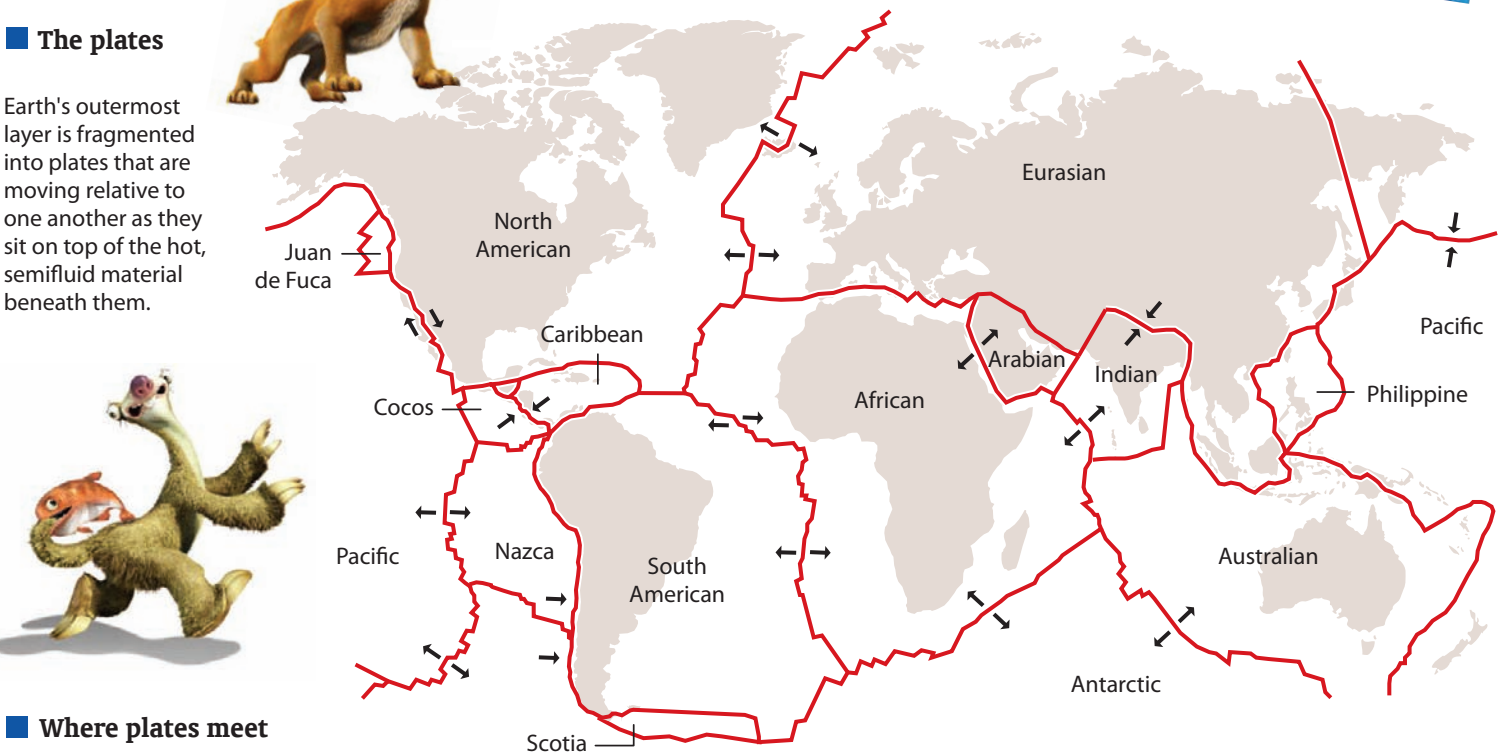 The plates
Earth's outermost
layer is fragmented
into plates that are
moving relative to
one another as they
sit on top of the hot,
semifluid material
beneath them.
Eurasian
North
American
Juan
de Fuca
Caribbean
Pacific
Arabian
Indian
Philippine
Cocos
African
Pacific
Nazca
South
American
Australian
Antarctic
Scotia
Where plates meet